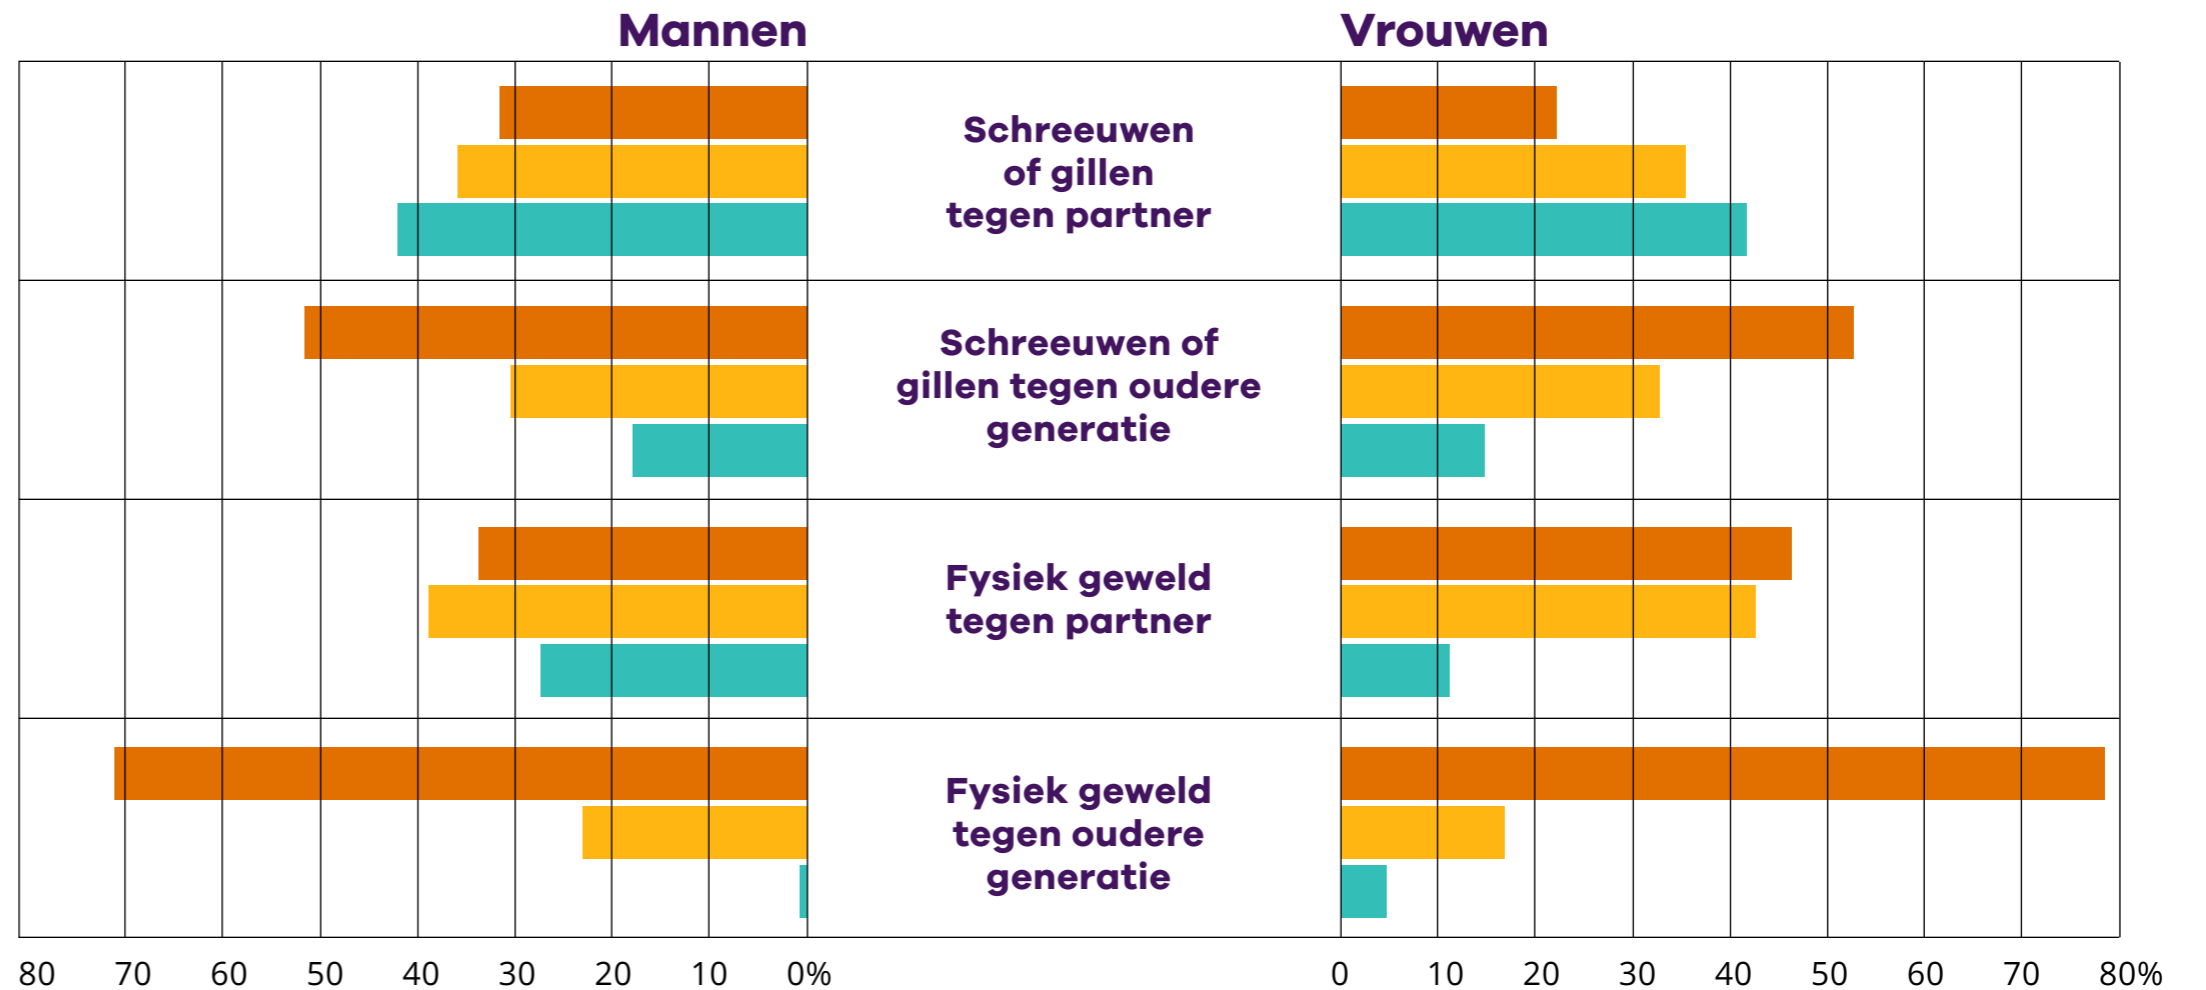 Mannen Vrouwen
Schreeuwen
of gillen
tegen partner
Schreeuwen of
gillen tegen oudere
generatie
Fysiek geweld
tegen partner
Fysiek geweld
tegen oudere
generatie
80 70 60 50 40 30 20 10 0% 0 10 20 30 40 50 60 70 80%